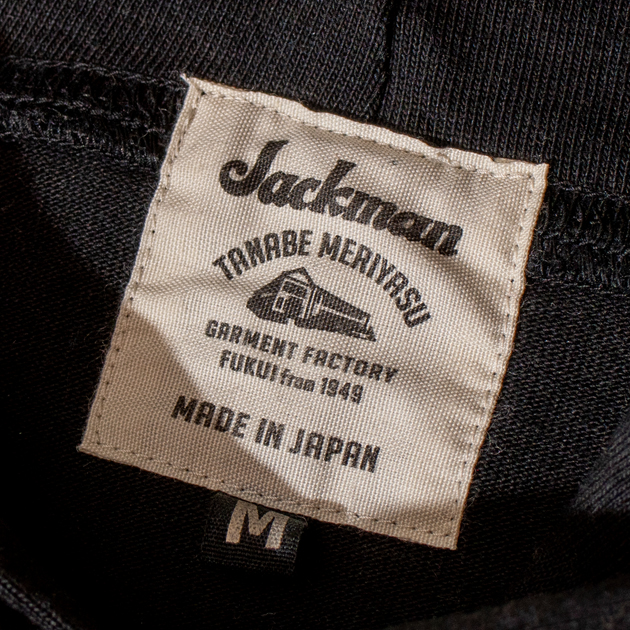 Jackman
TANABE MERIYASU
GARMENT FACTORY
FUKUI from 1949
MADE IN JAPAN
M